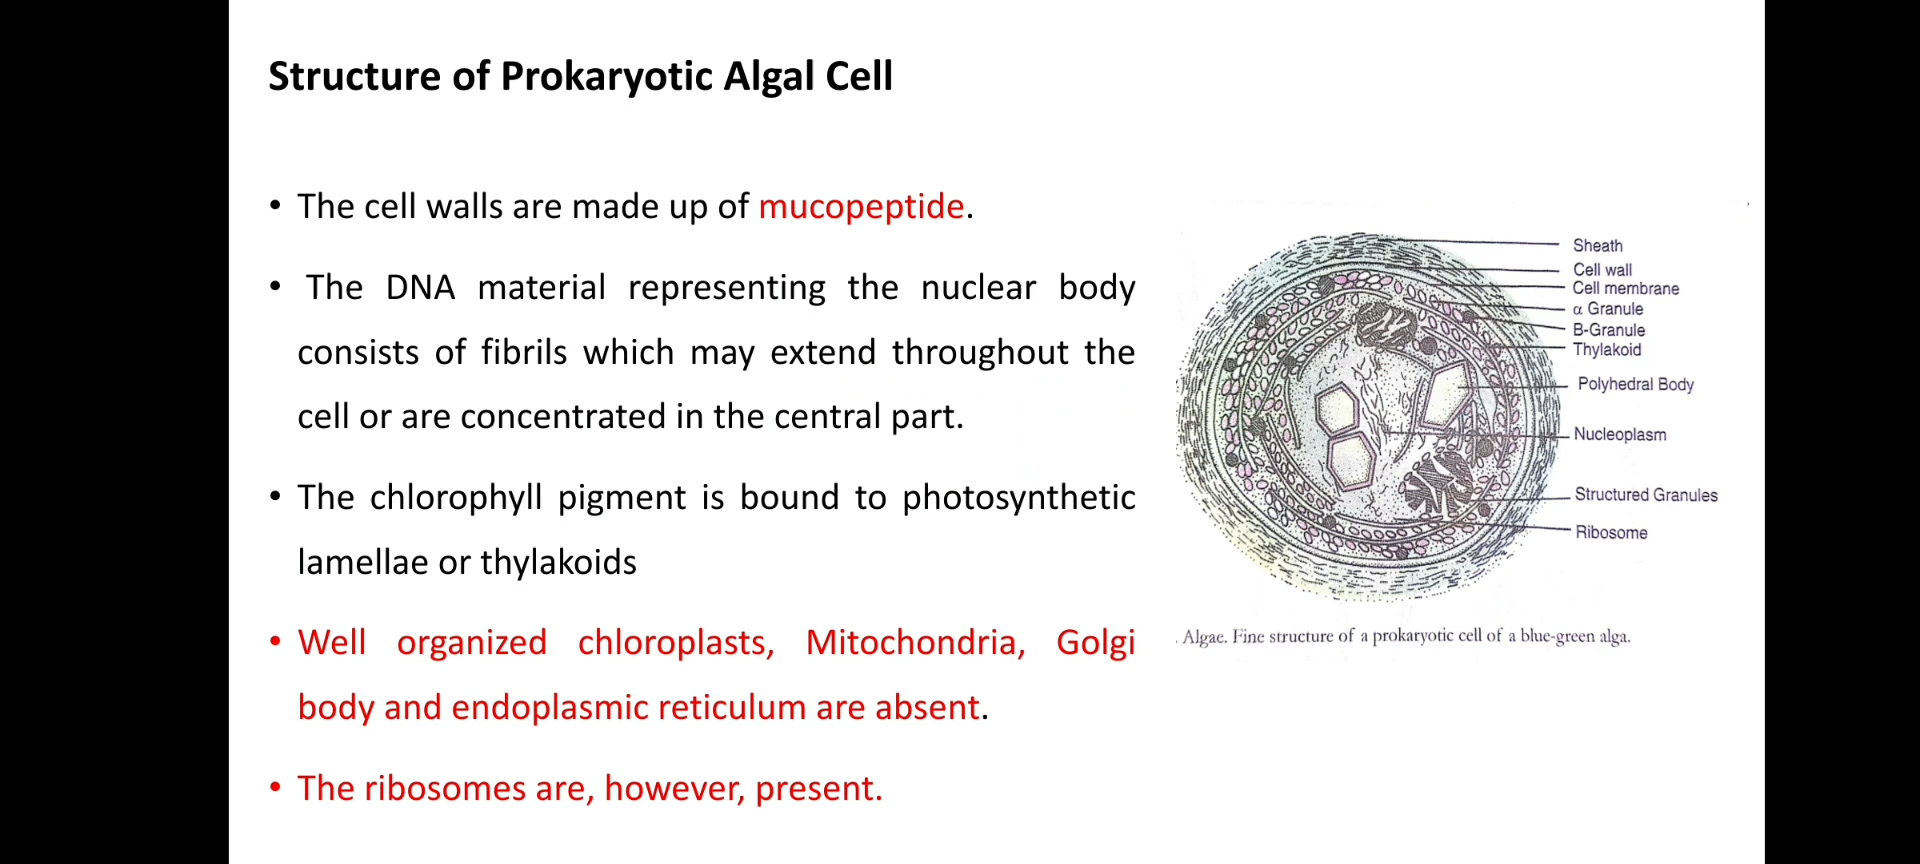 Structure of Prokaryotic Algal Cell
• The cell walls are made up of mucopeptide.
• The DNA material representing the nuclear body
consists of fibrils which may extend throughout the
cell or are concentrated in the central part.
• The chlorophyll pigment is bound to photosynthetic
lamellae or thylakoids
• Well organized chloroplasts, Mitochondria, Golgi
body and endoplasmic reticulum are absent.
• The ribosomes are, however, present.
Sheath
Cell wall
Cell membrane
α Granule
B-Granule
Thylakoid
Polyhedral Body
Nucleoplasm
Structured Granules
Ribosome
. Algae. Fine structure of a prokaryotic cell of a blue-green alga.